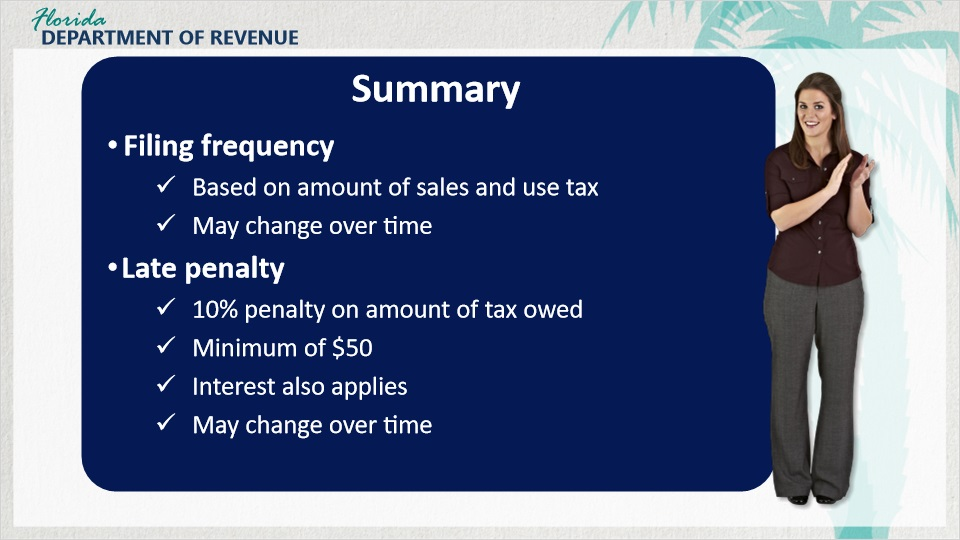 Florida
DEPARTMENT OF REVENUE
Summary
• Filing frequency
✓ Based on amount of sales and use tax
✓ May change over time
• Late penalty
✓ 10% penalty on amount of tax owed
✓ Minimum of $50
✓ Interest also applies
✓ May change over time